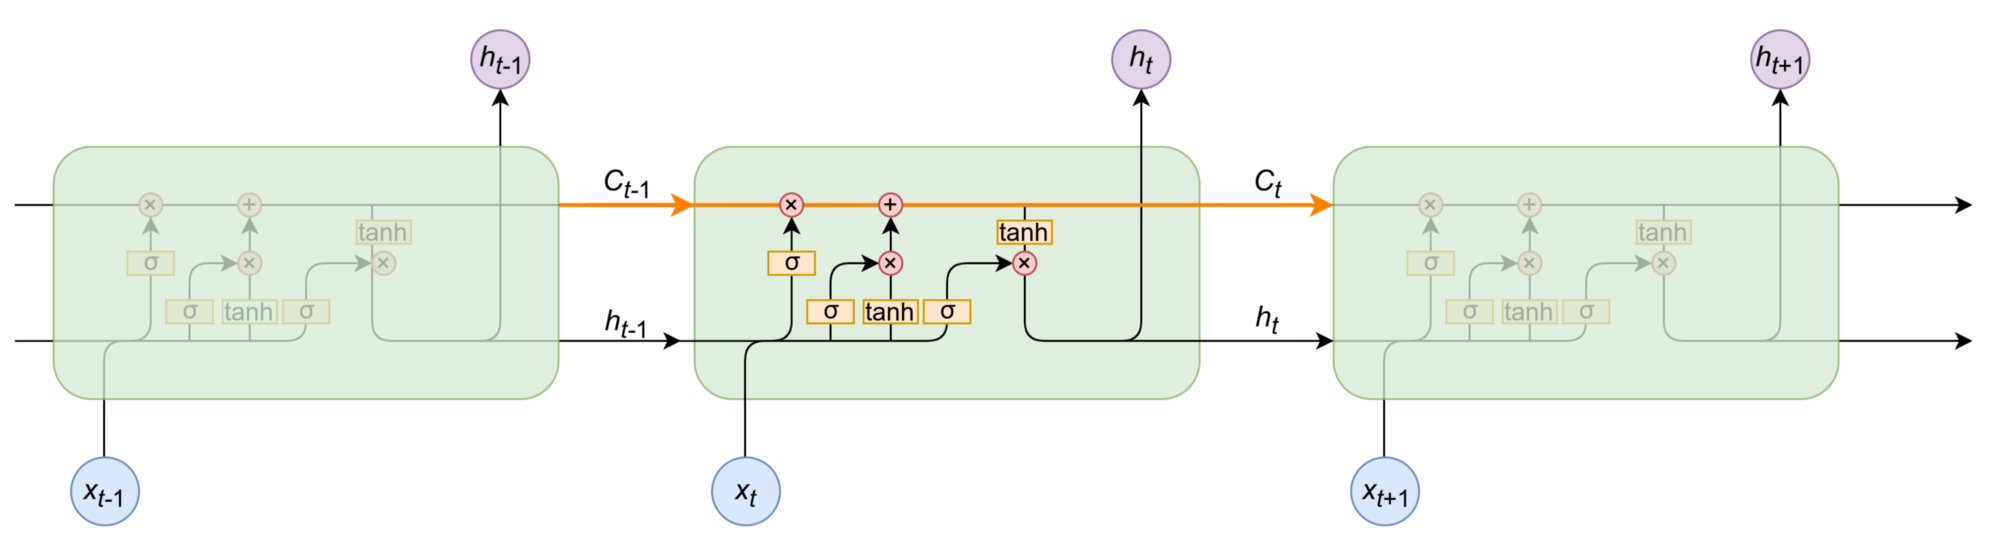 h_{t-1} h_t h_{t+1}
C_{t-1} C_t
× + tanh × + tanh × + tanh
σ × × σ × × σ × ×
σ tanh σ σ tanh σ σ tanh σ
h_{t-1} h_t
x_{t-1} x_t x_{t+1}